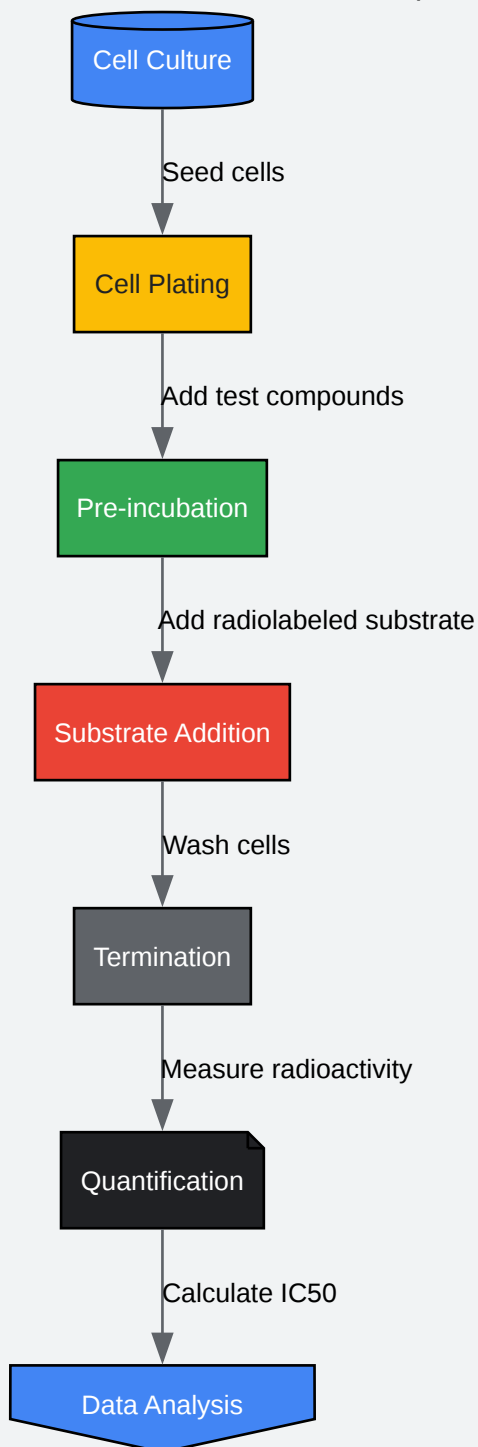 Cell Culture
Seed cells
Cell Plating
Add test compounds
Pre-incubation
Add radiolabeled substrate
Substrate Addition
Wash cells
Termination
Measure radioactivity
Quantification
Calculate IC50
Data Analysis